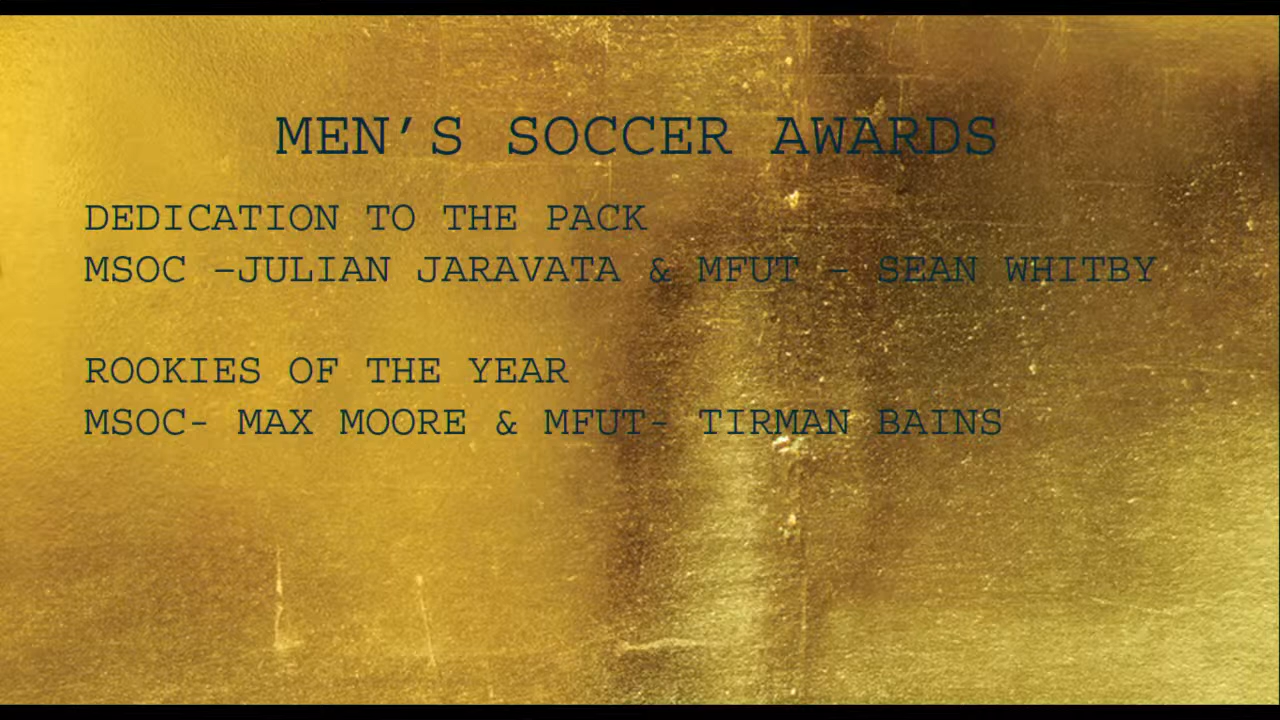 MEN’S SOCCER AWARDS
DEDICATION TO THE PACK
MSOC –JULIAN JARAVATA & MFUT – SEAN WHITBY
ROOKIES OF THE YEAR
MSOC- MAX MOORE & MFUT- TIRMAN BAINS